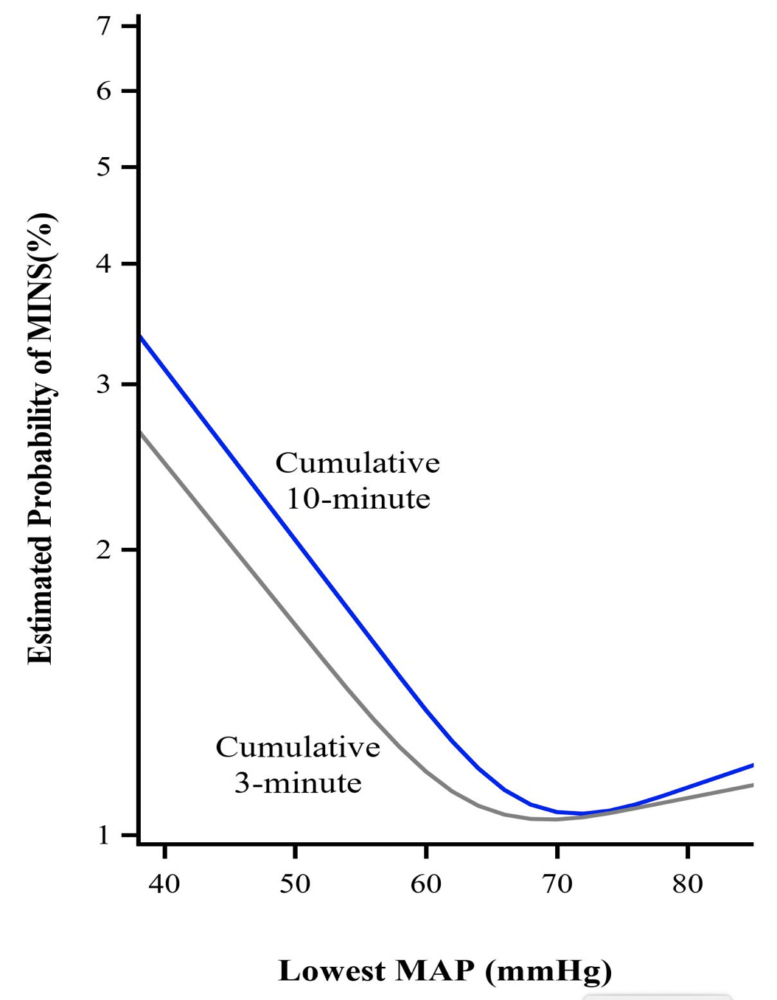 7
6
5
4
3
2
1
Estimated Probability of MINS(%)
Cumulative
10-minute
Cumulative
3-minute
40 50 60 70 80
Lowest MAP (mmHg)